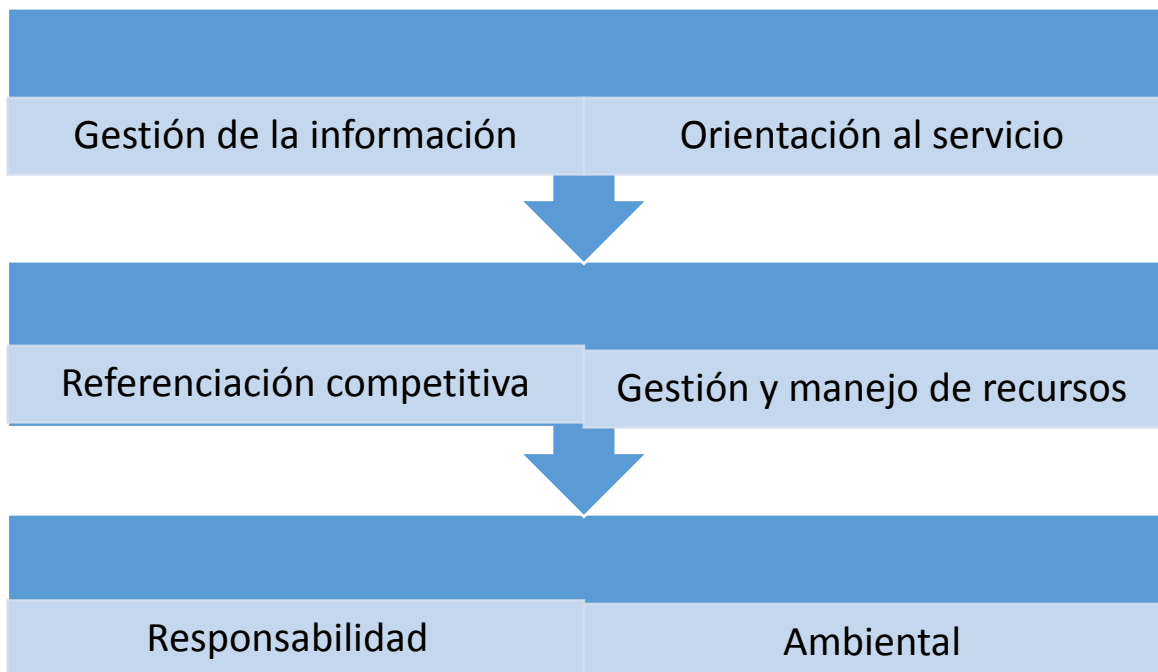 Gestión de la información
Orientación al servicio
Referenciación competitiva
Gestión y manejo de recursos
Responsabilidad
Ambiental